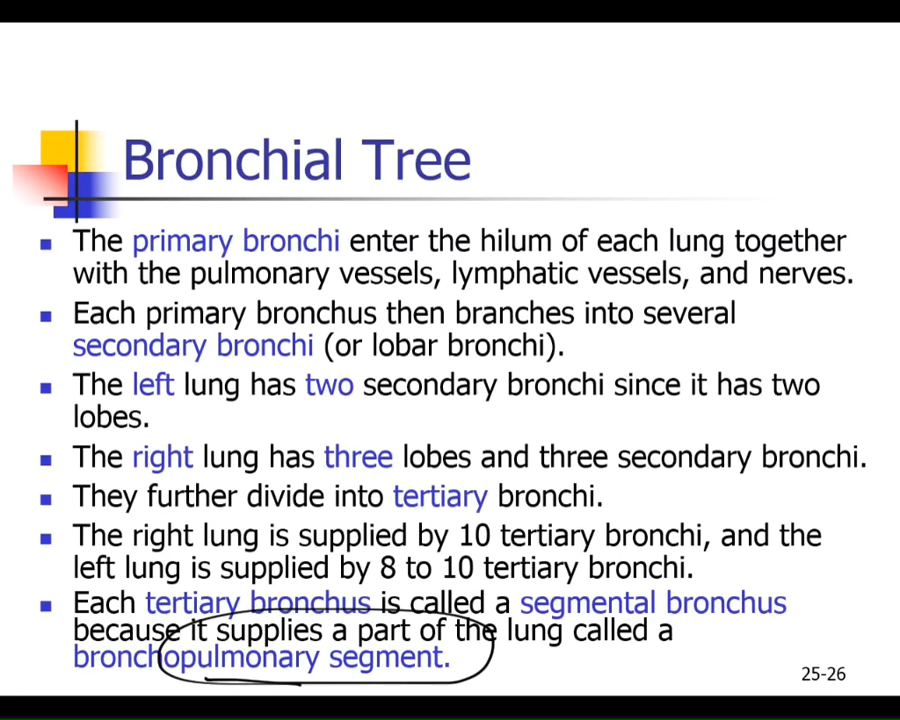 Bronchial Tree
The primary bronchi enter the hilum of each lung together
with the pulmonary vessels, lymphatic vessels, and nerves.
Each primary bronchus then branches into several
secondary bronchi (or lobar bronchi).
The left lung has two secondary bronchi since it has two
lobes.
The right lung has three lobes and three secondary bronchi.
They further divide into tertiary bronchi.
The right lung is supplied by 10 tertiary bronchi, and the
left lung is supplied by 8 to 10 tertiary bronchi.
Each tertiary bronchus is called a segmental bronchus
because it supplies a part of the lung called a
bronchopulmonary segment.
25-26